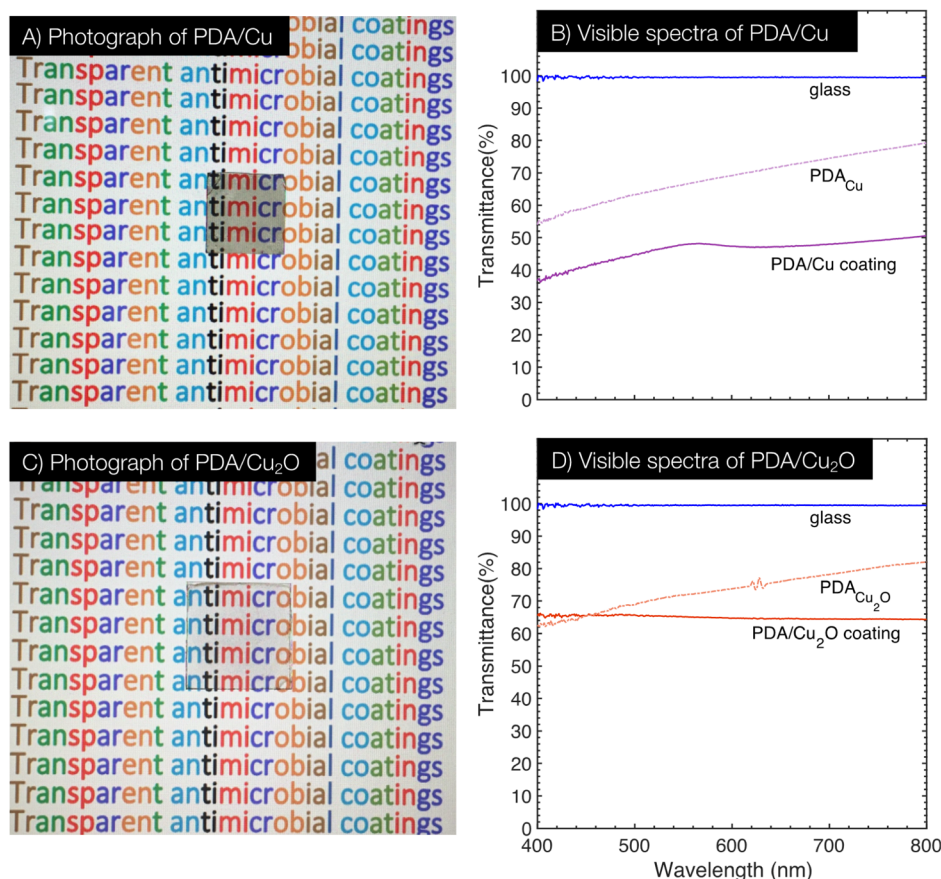 A) Photograph of PDA/Cu
coatings
coatings
Transparent antimicrobial coatings
Transparent antimicrobial coatings
Transparent antimicrobial coatings
Transparent antimicrobial coatings
Transparent antimicrobial coatings
Transparent antimicrobial coatings
Transparent antimicrobial coatings
Transparent antimicrobial coatings
Transparent antimicrobial coatings
Transparent antimicrobial coatings
Transparent antimicrobial coatings
Transparent antimicrobial coatings
Transparent antimicrobial coatings
B) Visible spectra of PDA/Cu
Transmittance(%)
100
90
80
70
60
50
40
30
20
10
0
glass
PDA_Cu
PDA/Cu coating
C) Photograph of PDA/Cu₂O
coatings
Transparent antimicrobial coatings
Transparent antimicrobial coatings
Transparent antimicrobial coatings
Transparent antimicrobial coatings
Transparent antimicrobial coatings
Transparent antimicrobial coatings
Transparent antimicrobial coatings
Transparent antimicrobial coatings
Transparent antimicrobial coatings
Transparent antimicrobial coatings
Transparent antimicrobial coatings
Transparent antimicrobial coatings
Transparent antimicrobial coatings
D) Visible spectra of PDA/Cu₂O
Transmittance(%)
100
90
80
70
60
50
40
30
20
10
0
glass
PDA_Cu₂O
PDA/Cu₂O coating
400 500 600 700 800
Wavelength (nm)